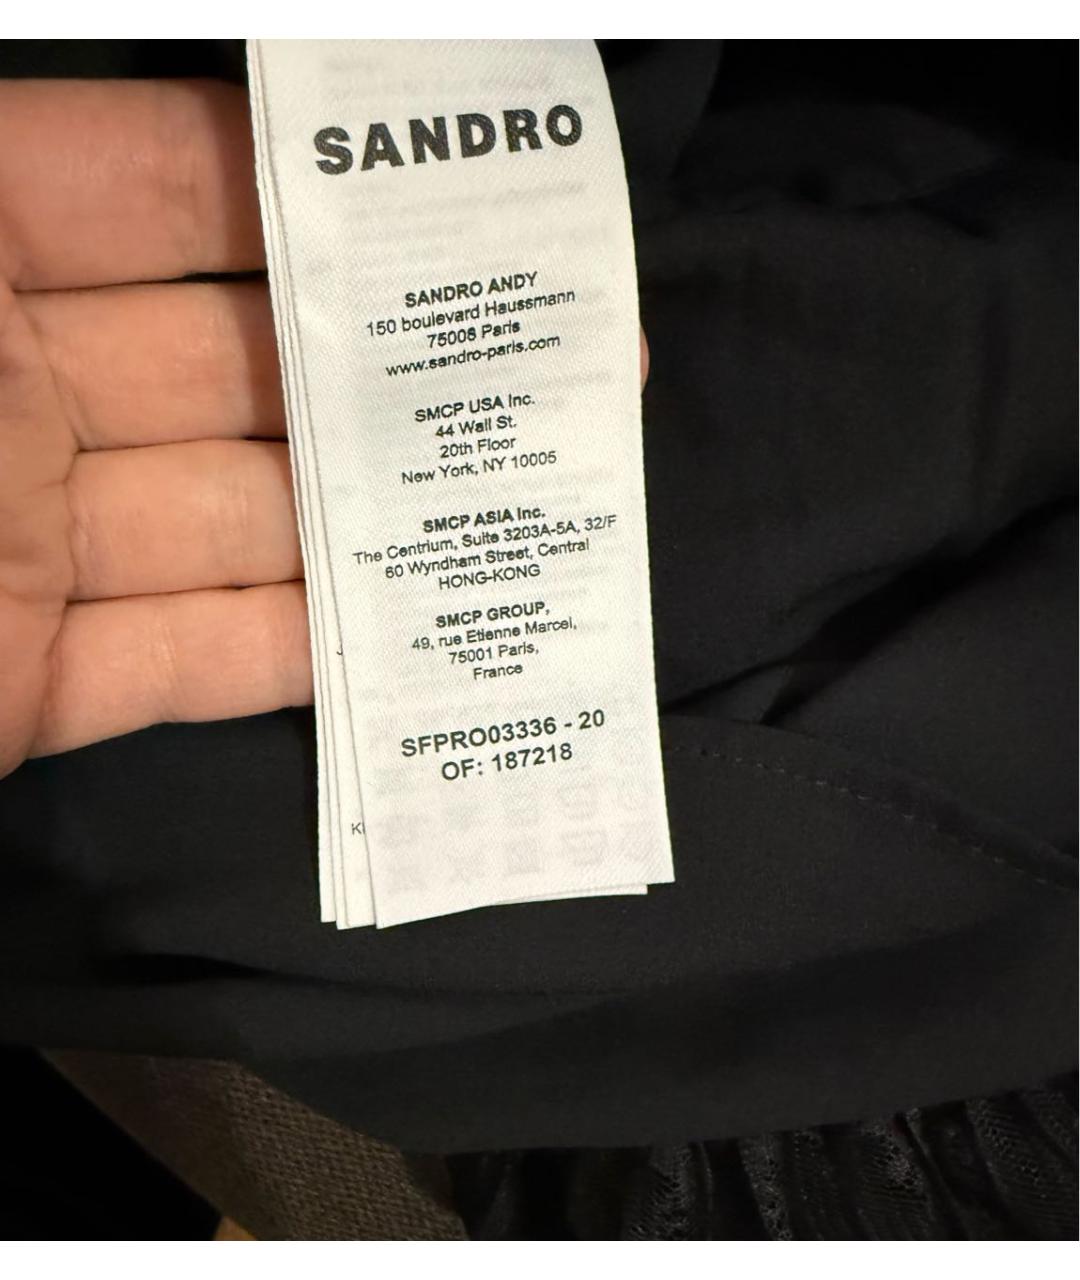 SANDRO
SANDRO ANDY
150 boulevard Haussmann
75008 Paris
www.sandro-paris.com
SMCP USA Inc.
44 Wall St.
20th Floor
New York, NY 10005
SMCP ASIA Inc.
The Centrium, Suite 3203A-5A, 32/F
60 Wyndham Street, Central
HONG-KONG
SMCP GROUP,
49, rue Etienne Marcel,
75001 Paris,
France
SFPRO03336 - 20
OF: 187218